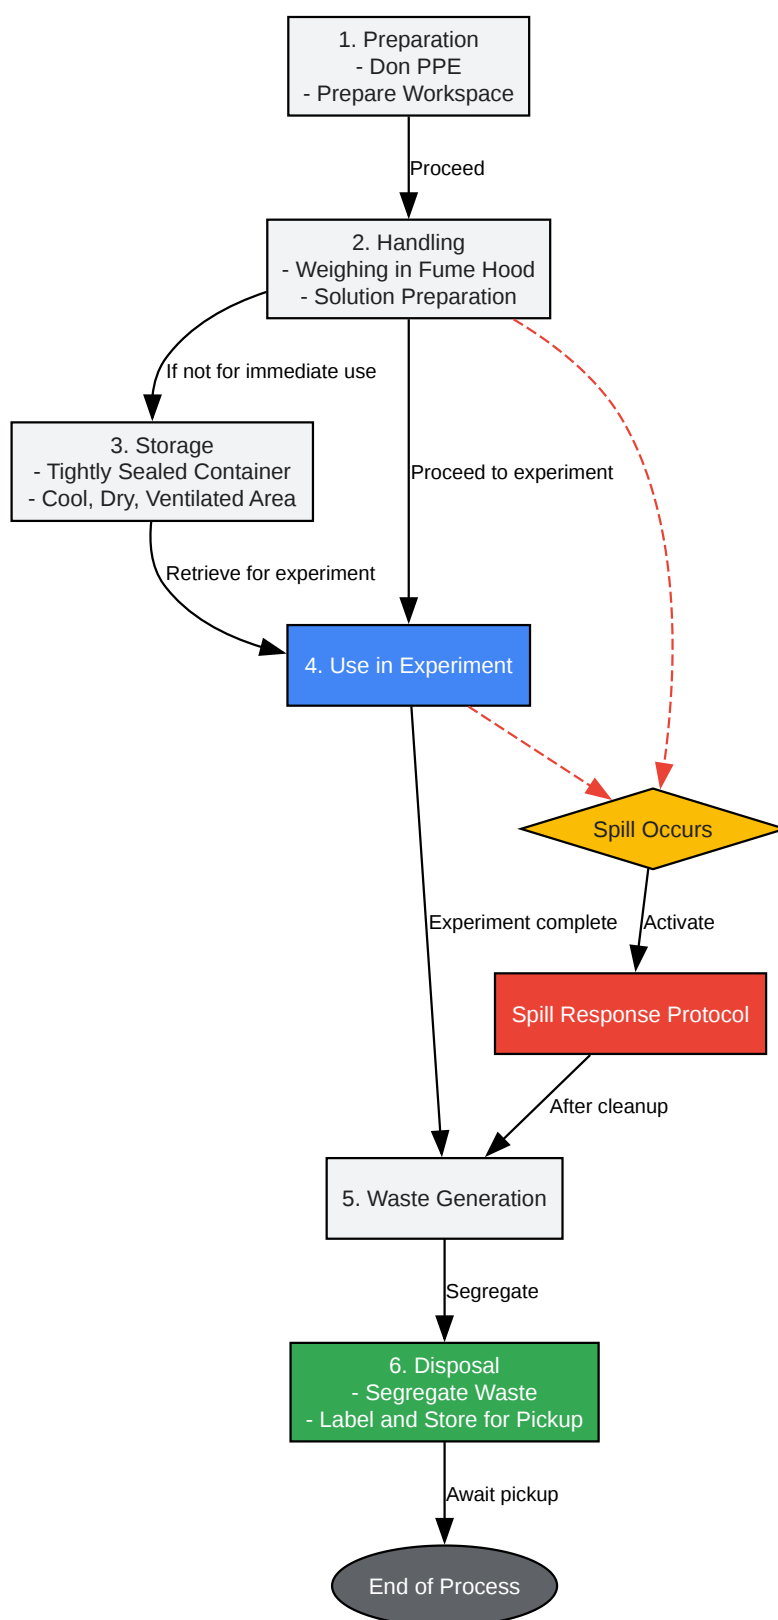 1. Preparation
- Don PPE
- Prepare Workspace
Proceed
2. Handling
- Weighing in Fume Hood
- Solution Preparation
If not for immediate use
3. Storage
- Tightly Sealed Container
- Cool, Dry, Ventilated Area
Proceed to experiment
Retrieve for experiment
4. Use in Experiment
Spill Occurs
Experiment complete
Activate
Spill Response Protocol
After cleanup
5. Waste Generation
Segregate
6. Disposal
- Segregate Waste
- Label and Store for Pickup
Await pickup
End of Process